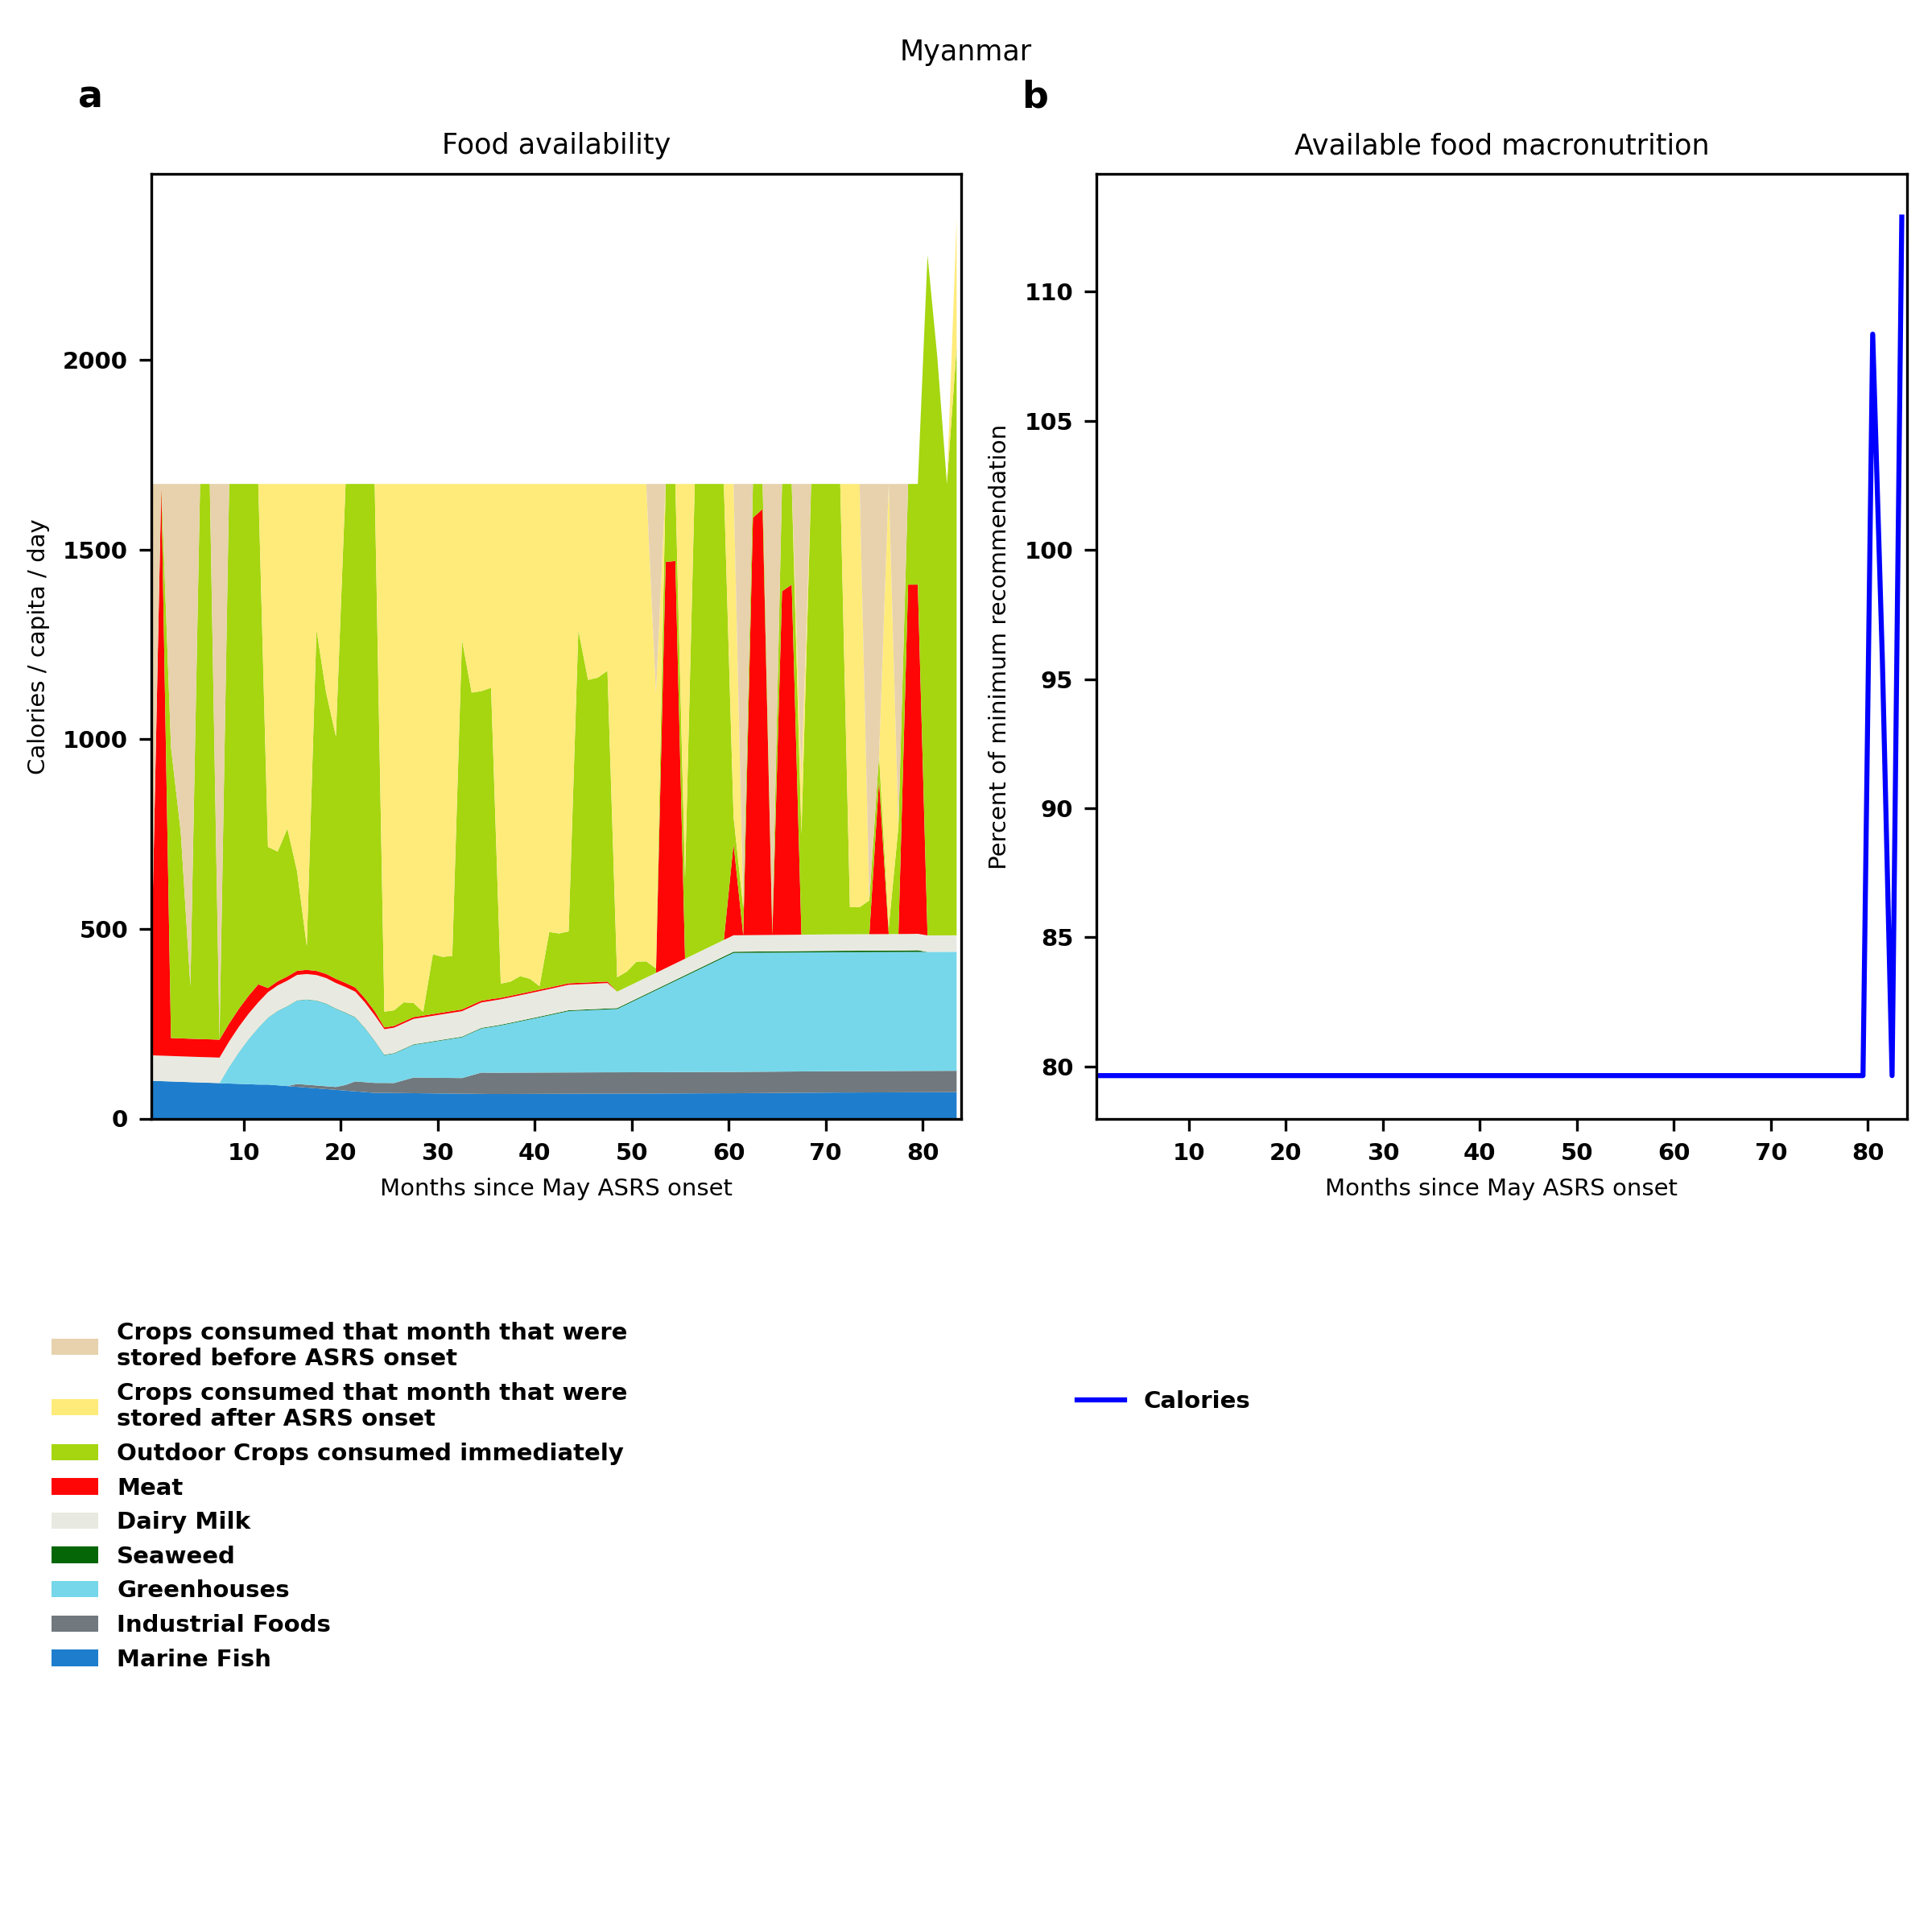 Myanmar
a
Food availability
Calories / capita / day
2000
1500
1000
500
0
10 20 30 40 50 60 70 80
Months since May ASRS onset
b
Available food macronutrition
Percent of minimum recommendation
110
105
100
95
90
85
80
10 20 30 40 50 60 70 80
Months since May ASRS onset
Crops consumed that month that were
stored before ASRS onset
Crops consumed that month that were
stored after ASRS onset
Outdoor Crops consumed immediately
Meat
Dairy Milk
Seaweed
Greenhouses
Industrial Foods
Marine Fish
Calories